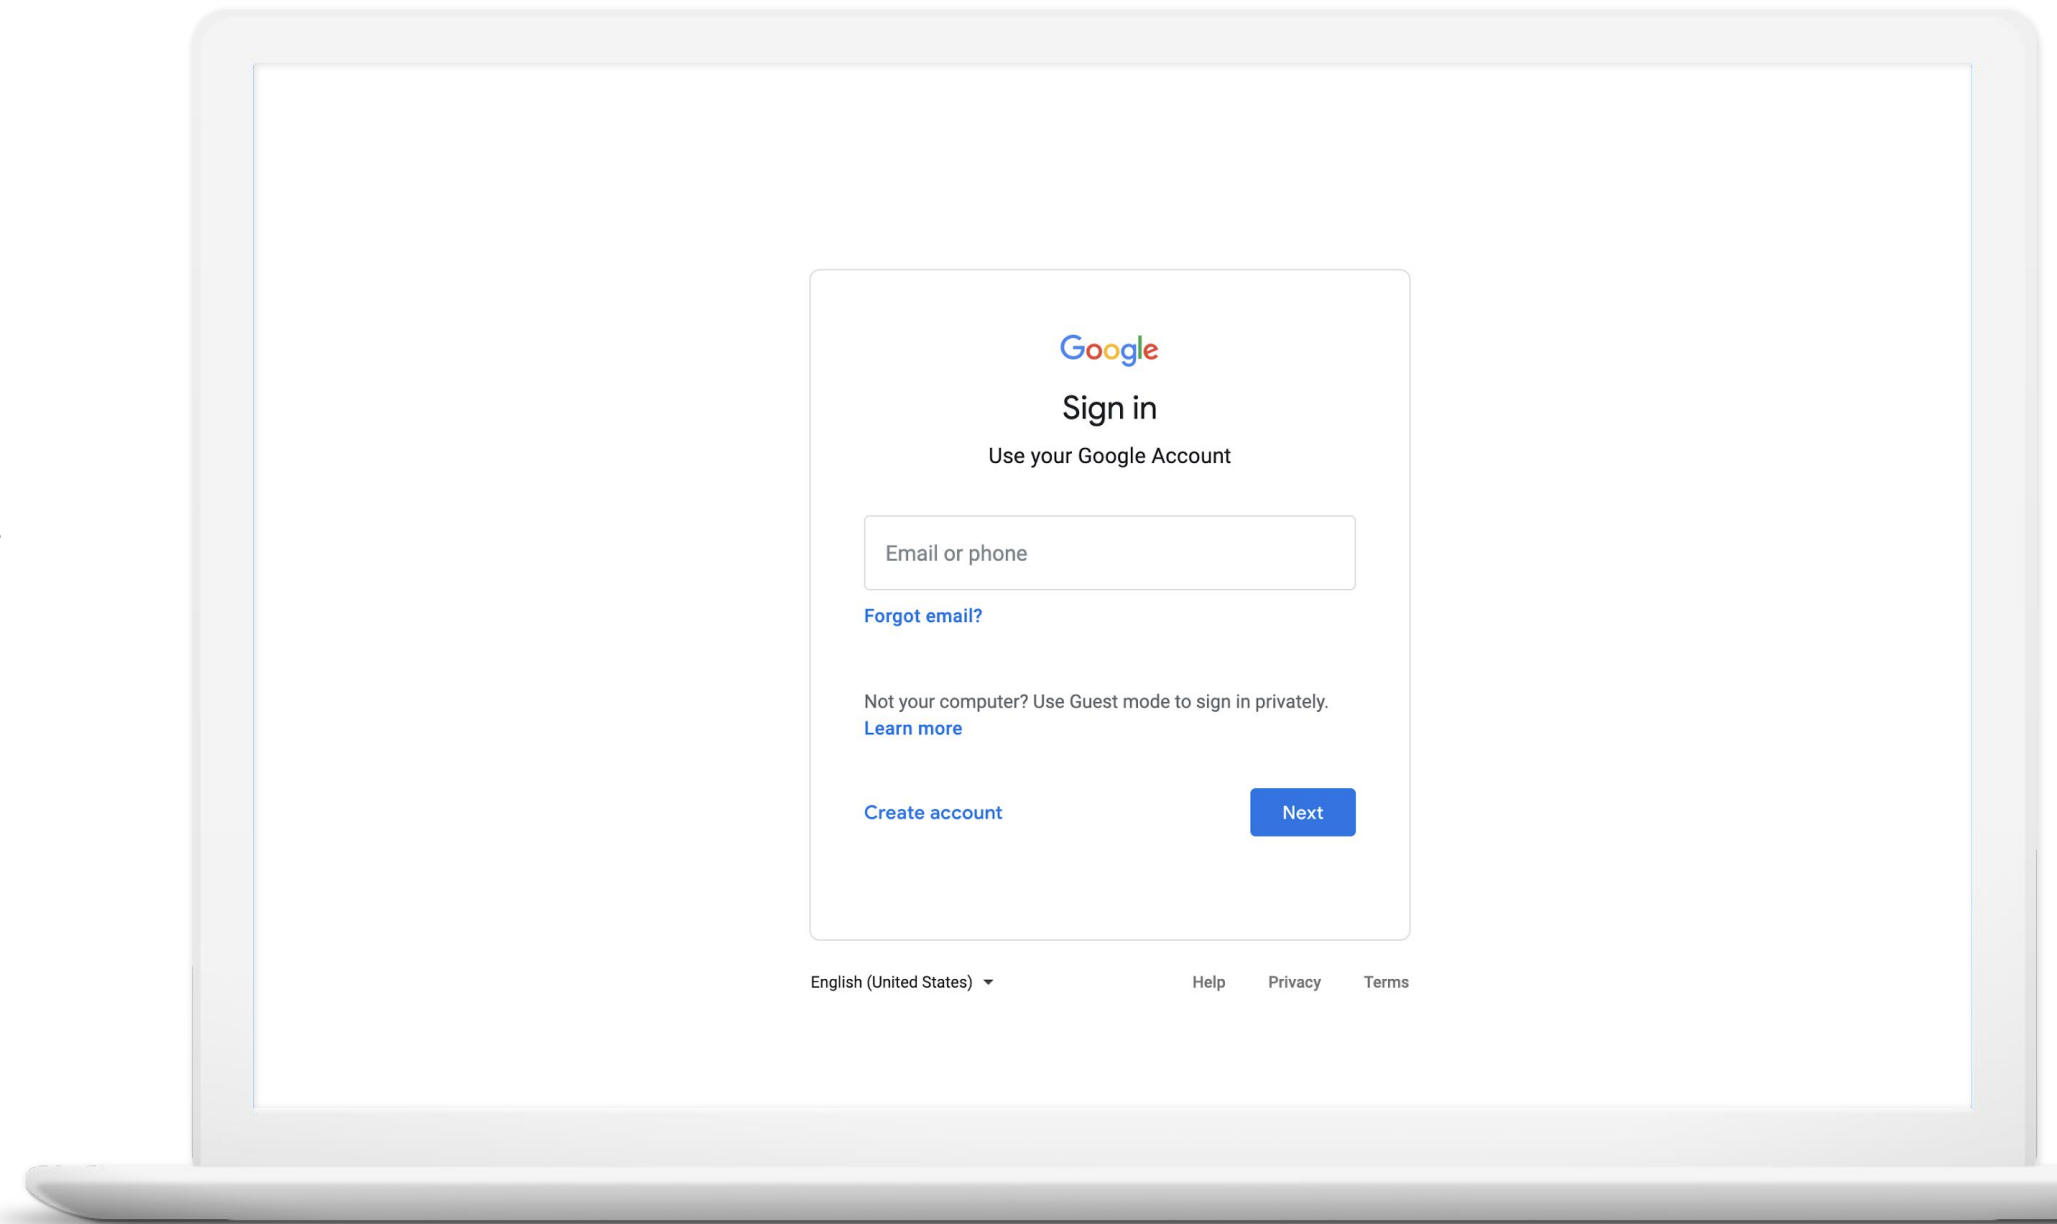 Google
Sign in
Use your Google Account
Email or phone
Forgot email?
Not your computer? Use Guest mode to sign in privately.
Learn more
Create account
Next
English (United States)
Help
Privacy
Terms